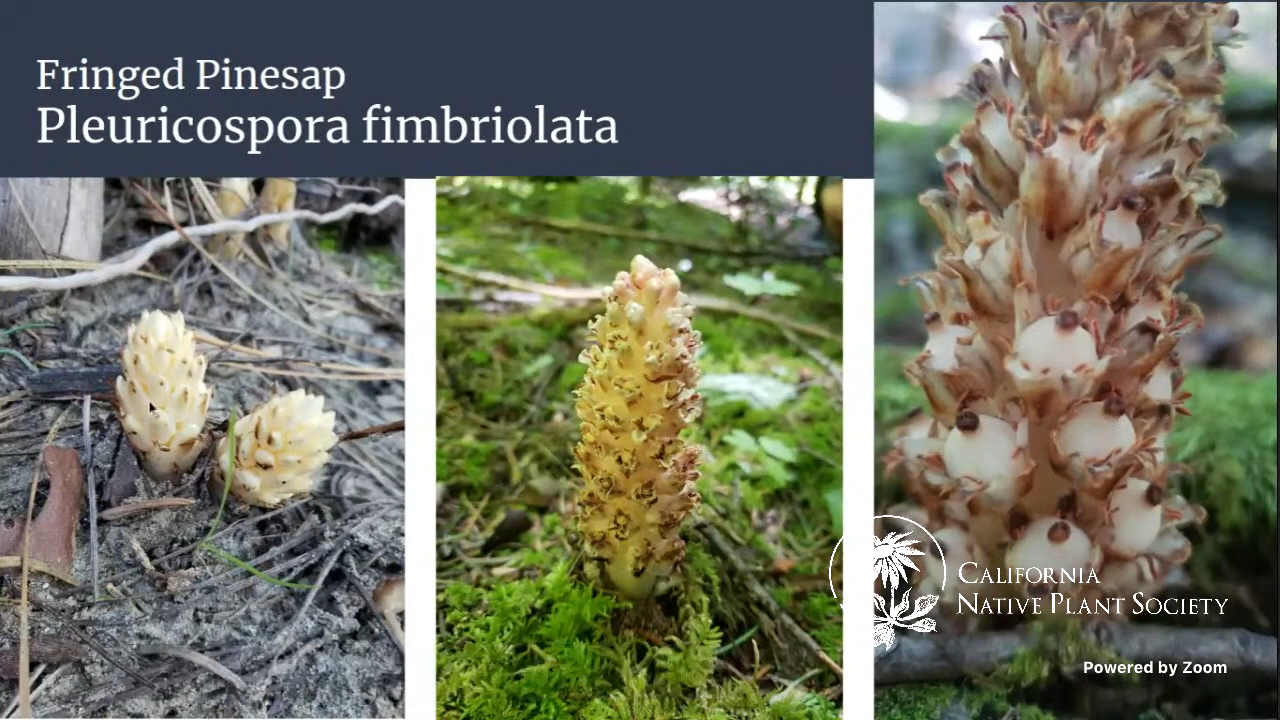 Fringed Pinesap
Pleuricospora fimbriolata
California
Native Plant Society
Powered by Zoom